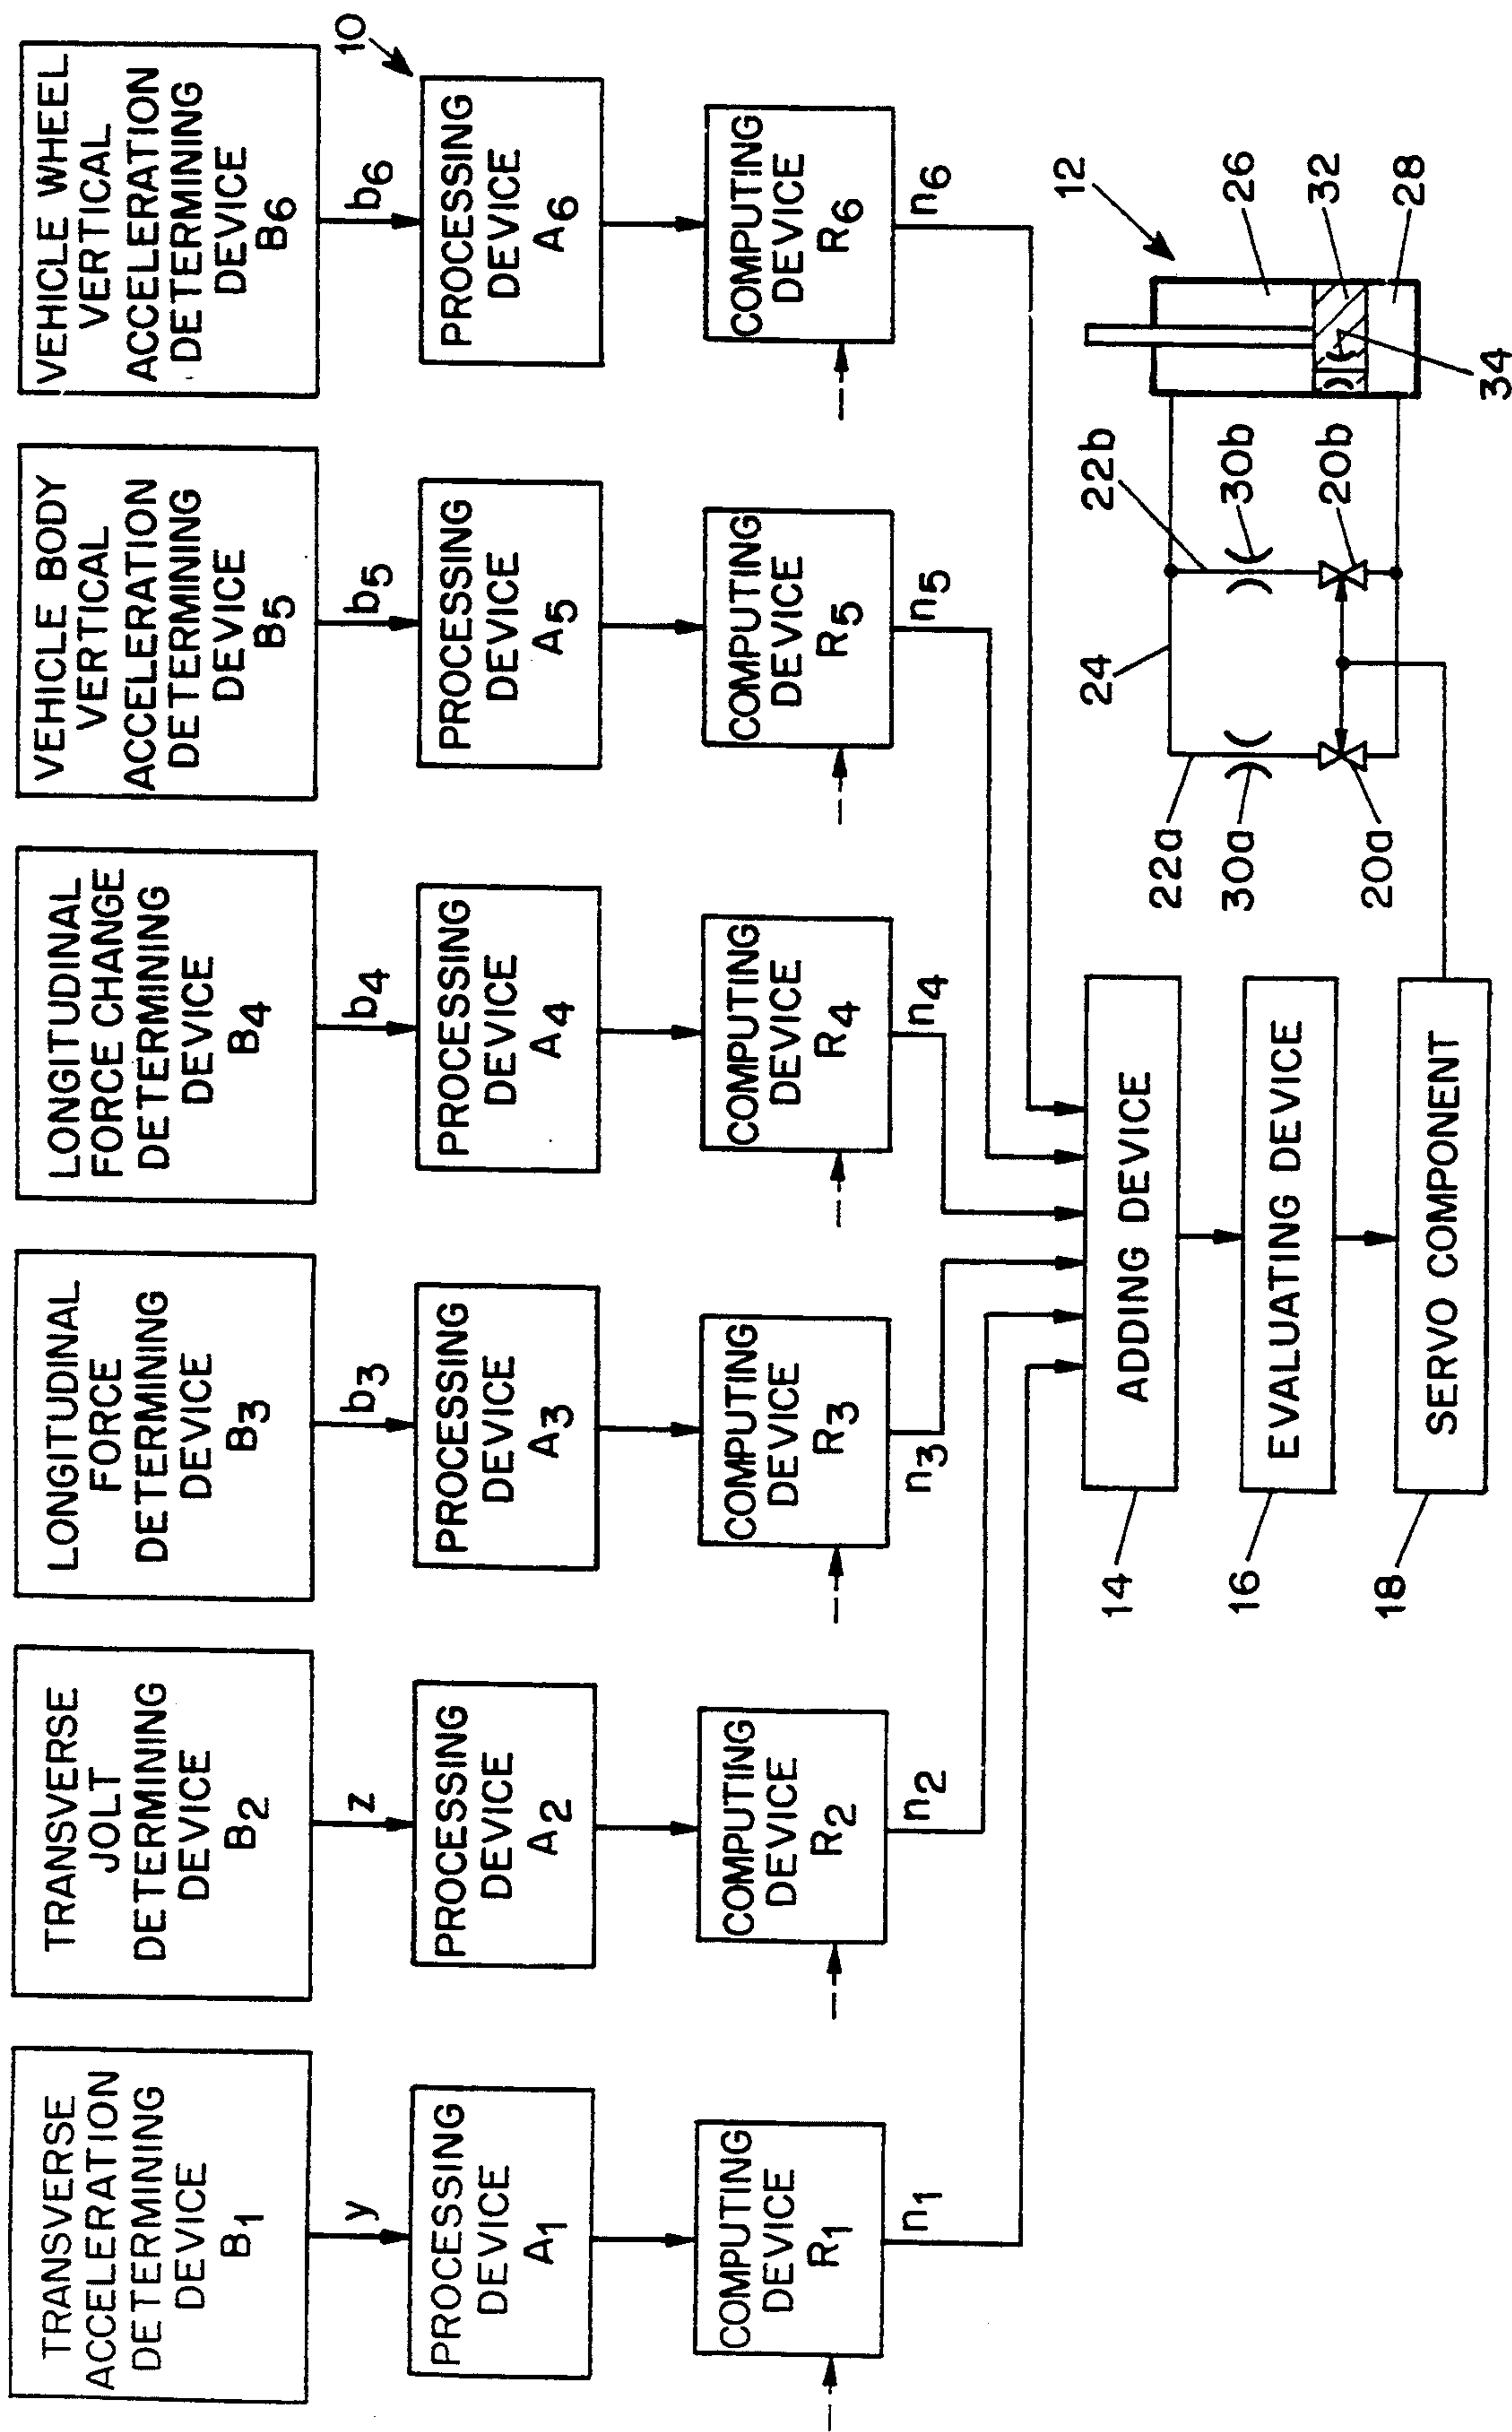 TRANSVERSE
ACCELERATION
DETERMINING
DEVICE
B1
TRANSVERSE
JOLT
DETERMINING
DEVICE
B2
LONGITUDINAL
FORCE
DETERMINING
DEVICE
B3
LONGITUDINAL
FORCE CHANGE
DETERMINING
DEVICE
B4
VEHICLE BODY
VERTICAL
ACCELERATION
DETERMINING
DEVICE
B5
VEHICLE WHEEL
VERTICAL
ACCELERATION
DETERMINING
DEVICE
B6
y
z
b3
b4
b5
b6
10
PROCESSING
DEVICE
A1
PROCESSING
DEVICE
A2
PROCESSING
DEVICE
A3
PROCESSING
DEVICE
A4
PROCESSING
DEVICE
A5
PROCESSING
DEVICE
A6
COMPUTING
DEVICE
R1
COMPUTING
DEVICE
R2
COMPUTING
DEVICE
R3
COMPUTING
DEVICE
R4
COMPUTING
DEVICE
R5
COMPUTING
DEVICE
R6
n1
n2
n3
n4
n5
n6
14
ADDING DEVICE
16
EVALUATING DEVICE
18
SERVO COMPONENT
24
22b
12
22a
30a
30b
26
20a
20b
32
28
34